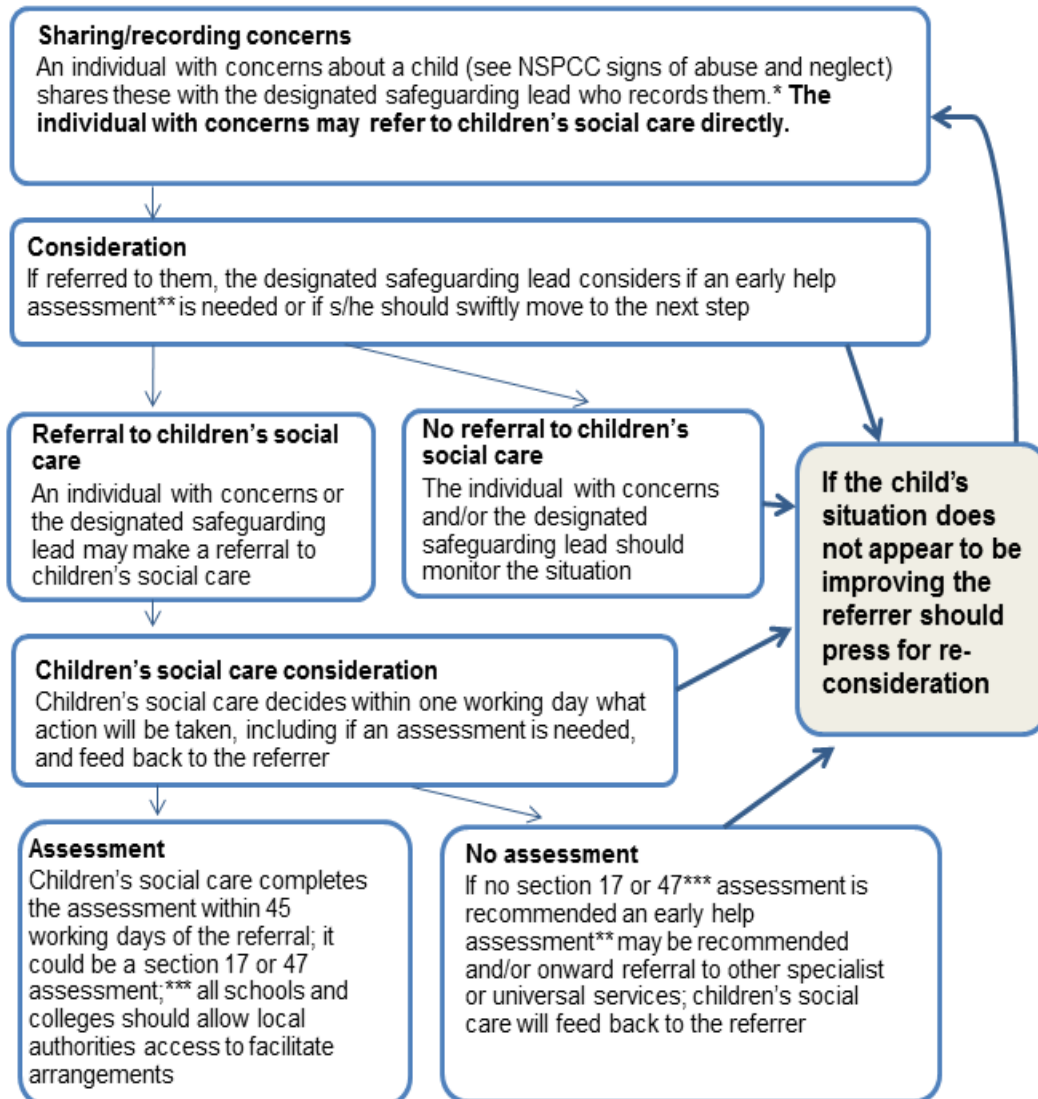 Sharing/recording concerns
An individual with concerns about a child (see NSPCC signs of abuse and neglect)
shares these with the designated safeguarding lead who records them.* The
individual with concerns may refer to children's social care directly.
Consideration
If referred to them, the designated safeguarding lead considers if an early help
assessment** is needed or if s/he should swiftly move to the next step
Referral to children's social
care
An individual with concerns or
the designated safeguarding
lead may make a referral to
children's social care
No referral to children's
social care
The individual with concerns
and/or the designated
safeguarding lead should
monitor the situation
If the child's
situation does
not appear to be
improving the
referrer should
press for re-
consideration
Children's social care consideration
Children's social care decides within one working day what
action will be taken, including if an assessment is needed,
and feed back to the referrer
Assessment
Children's social care completes
the assessment within 45
working days of the referral; it
could be a section 17 or 47
assessment;*** all schools and
colleges should allow local
authorities access to facilitate
arrangements
No assessment
If no section 17 or 47*** assessment is
recommended an early help
assessment** may be recommended
and/or onward referral to other specialist
or universal services; children's social
care will feed back to the referrer